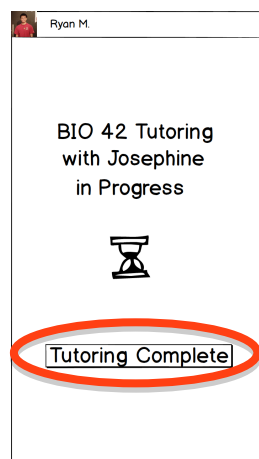 Ryan M.
BIO 42 Tutoring
with Josephine
in Progress
Tutoring Complete